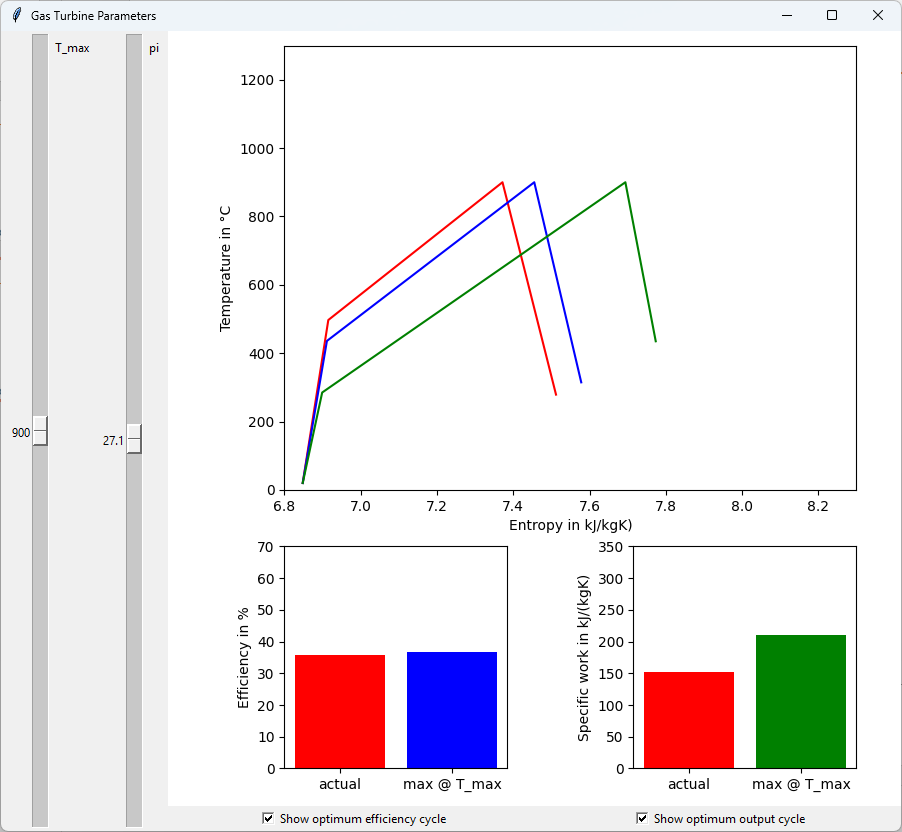 Gas Turbine Parameters
T_max
pi
900
27.1
1200
1000
800
600
400
200
0
Temperature in °C
6.8 7.0 7.2 7.4 7.6 7.8 8.0 8.2
Entropy in kJ/kgK)
70
60
50
40
30
20
10
0
Efficiency in %
actual max @ T_max
350
300
250
200
150
100
50
0
Specific work in kJ/(kgK)
actual max @ T_max
Show optimum efficiency cycle
Show optimum output cycle